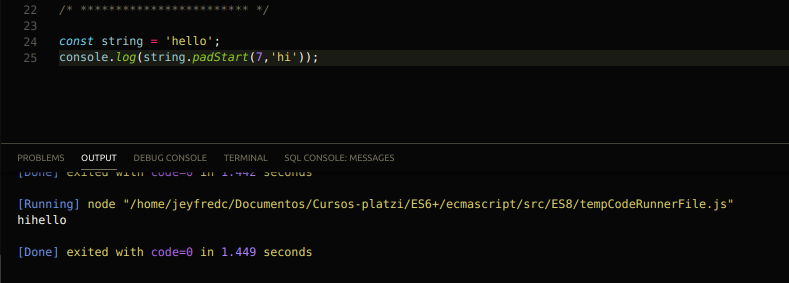 22 /* ************************ */
23
24 const string = 'hello';
25 console.log(string.padStart(7,'hi'));
PROBLEMS OUTPUT DEBUG CONSOLE TERMINAL SQL CONSOLE: MESSAGES
[Done] exited with code=0 in 1.442 seconds
[Running] node "/home/jeyfredc/Documentos/Cursos-platzi/ES6+/ecmascript/src/ES8/tempCodeRunnerFile.js"
hihello
[Done] exited with code=0 in 1.449 seconds